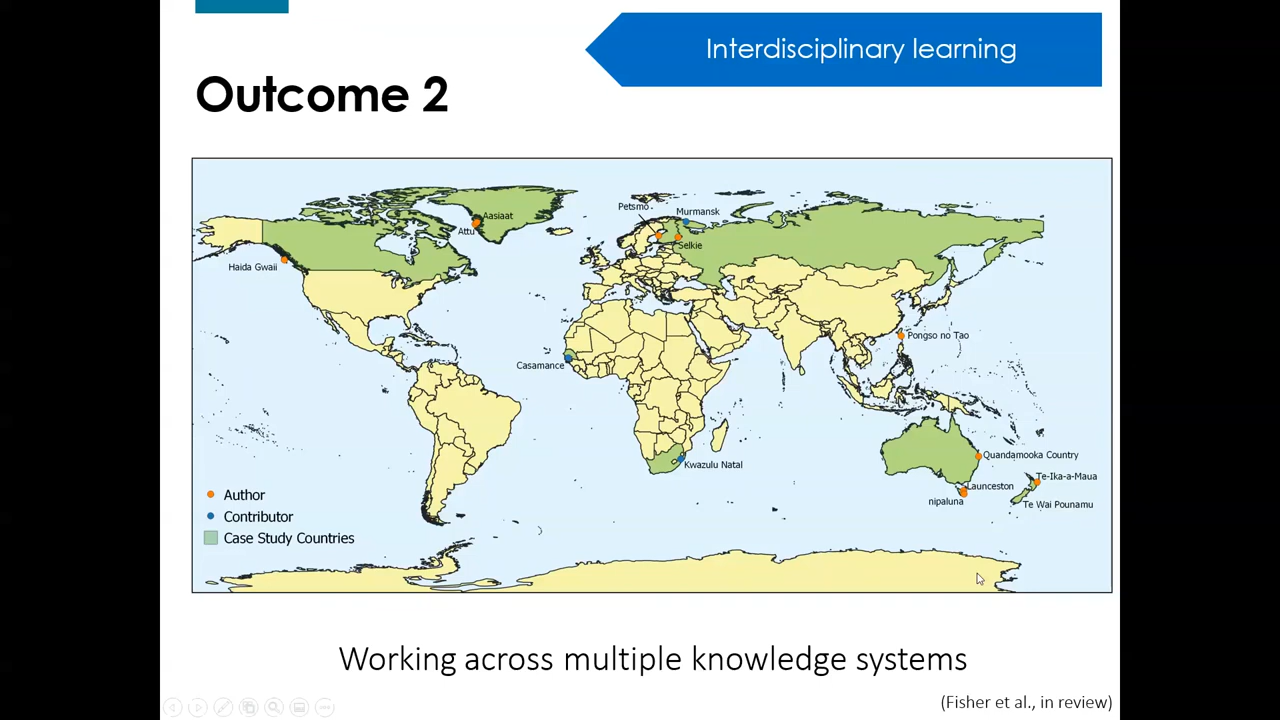 Interdisciplinary learning
Outcome 2
Aasiaat
Attu
Petsmo
Murmansk
Selkie
Haida Gwaii
Pongso no Tao
Casamance
Quandamooka Country
Kwazulu Natal
Te-Ika-a-Maua
Launceston
nipaluna
Te Wai Pounamu
Author
Contributor
Case Study Countries
Working across multiple knowledge systems
(Fisher et al., in review)